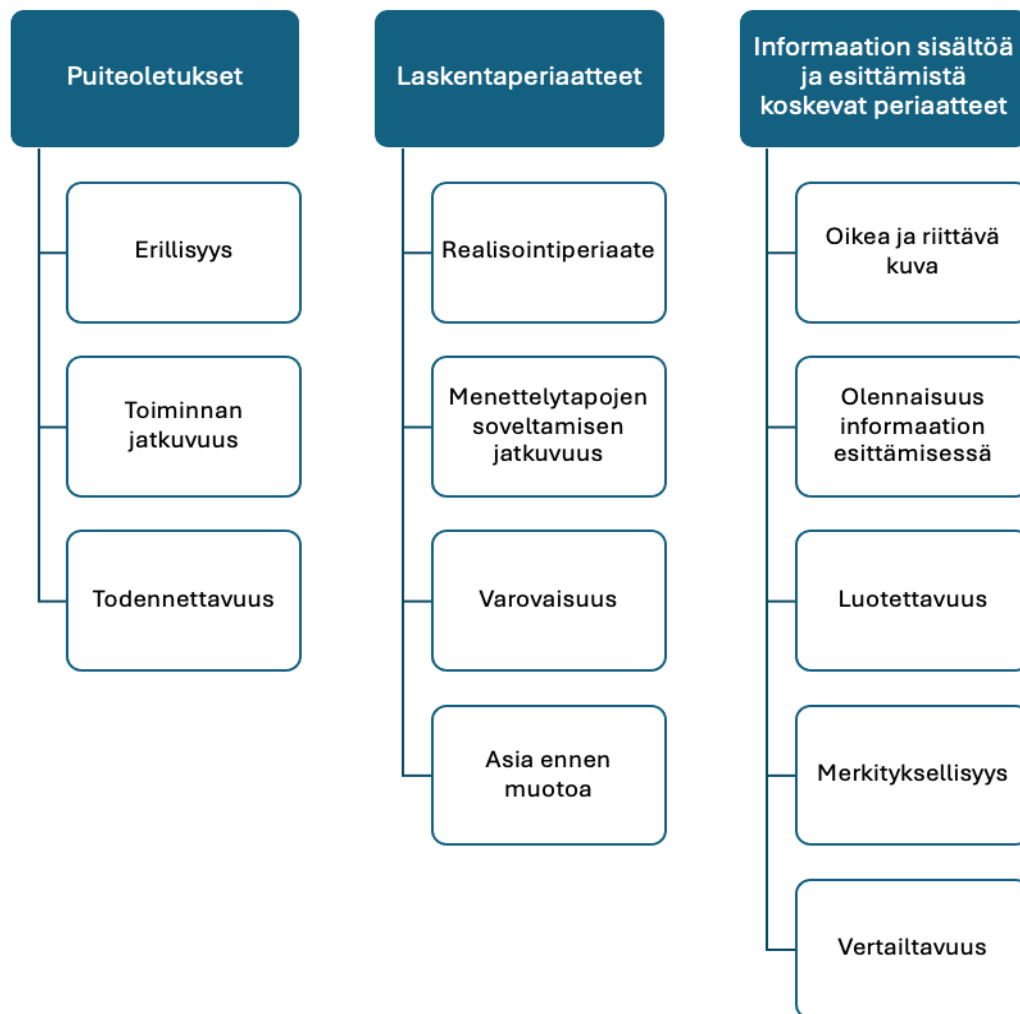 Puiteoletukset
Erillisyys
Toiminnan
jatkuvuus
Todennettavuus
Laskentaperiaatteet
Realisointiperiaate
Menettelytapojen
soveltamisen
jatkuvuus
Varovaisuus
Asia ennen
muotoa
Informaation sisältöä
ja esittämistä
koskevat periaatteet
Oikea ja riittävä
kuva
Olennaisuus
informaation
esittämisessä
Luotettavuus
Merkityksellisyys
Vertailtavuus